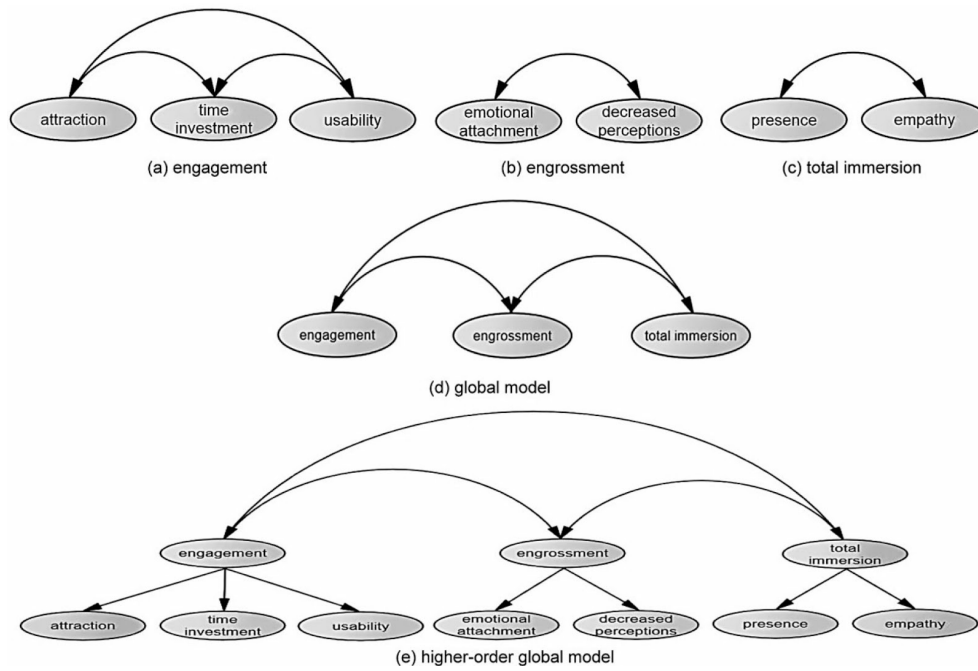 attraction
time
investment
usability
emotional
attachment
decreased
perceptions
presence
empathy
(a) engagement
(b) engrossment
(c) total immersion
engagement
engrossment
total immersion
(d) global model
engagement
engrossment
total
immersion
attraction
time
investment
usability
emotional
attachment
decreased
perceptions
presence
empathy
(e) higher-order global model